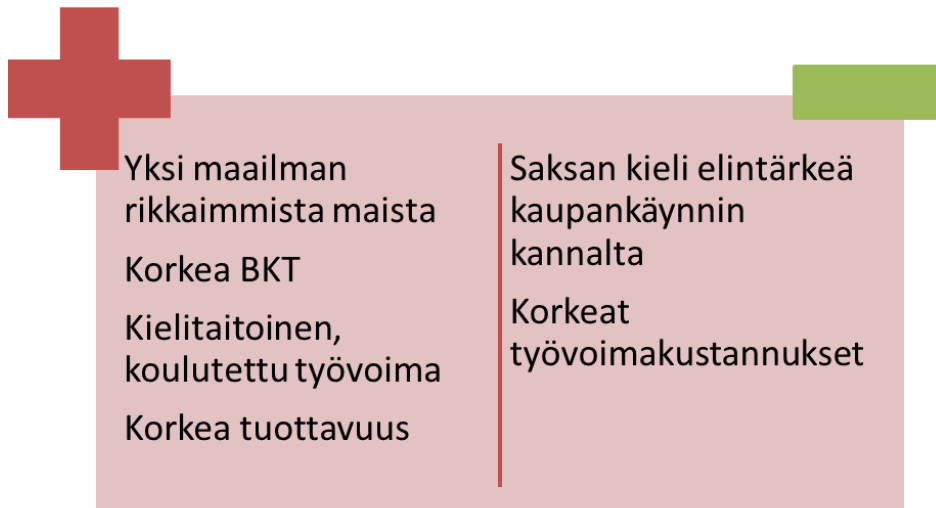 Yksi maailman
rikkaimmista maista
Korkea BKT
Kielitaitoinen,
koulutettu työvoima
Korkea tuottavuus
Saksan kieli elintärkeä
kaupankäynnin
kannalta
Korkeat
työvoimakustannukset